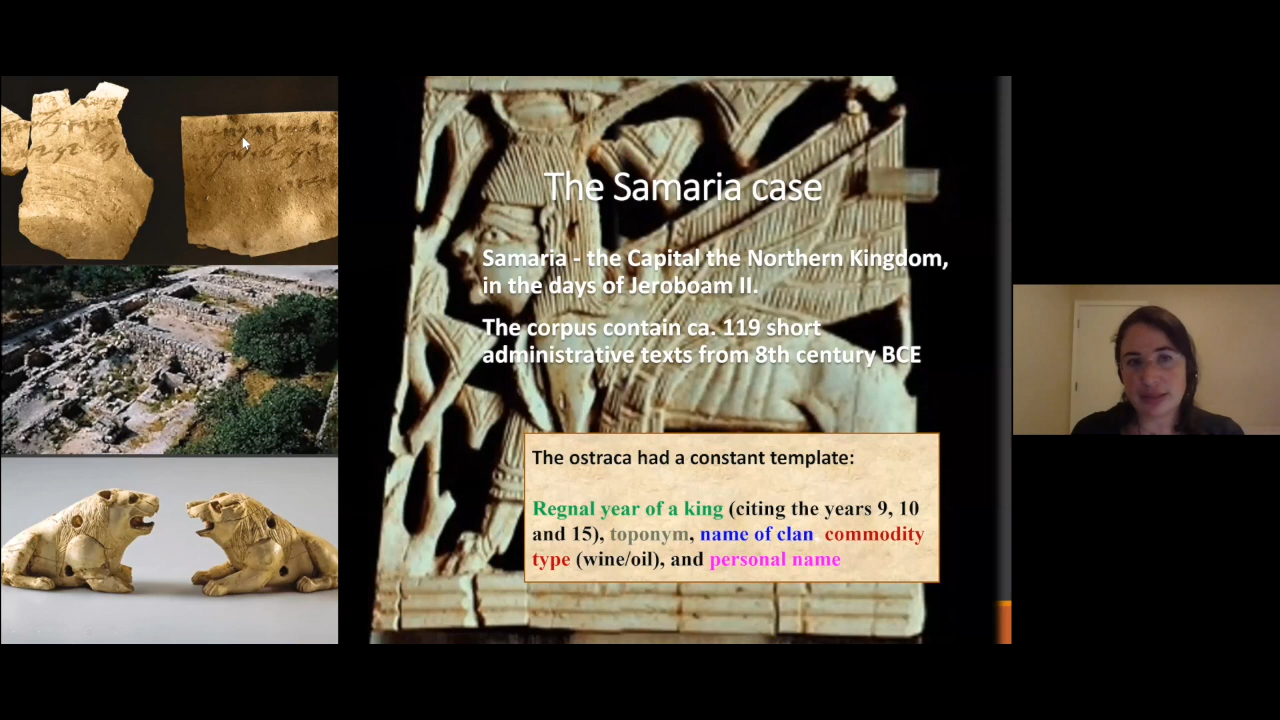 The Samaria case
Samaria - the Capital the Northern Kingdom,
in the days of Jeroboam II.
The corpus contain ca. 119 short
administrative texts from 8th century BCE
The ostraca had a constant template:
Regnal year of a king (citing the years 9, 10
and 15), toponym, name of clan commodity
type (wine/oil), and personal name